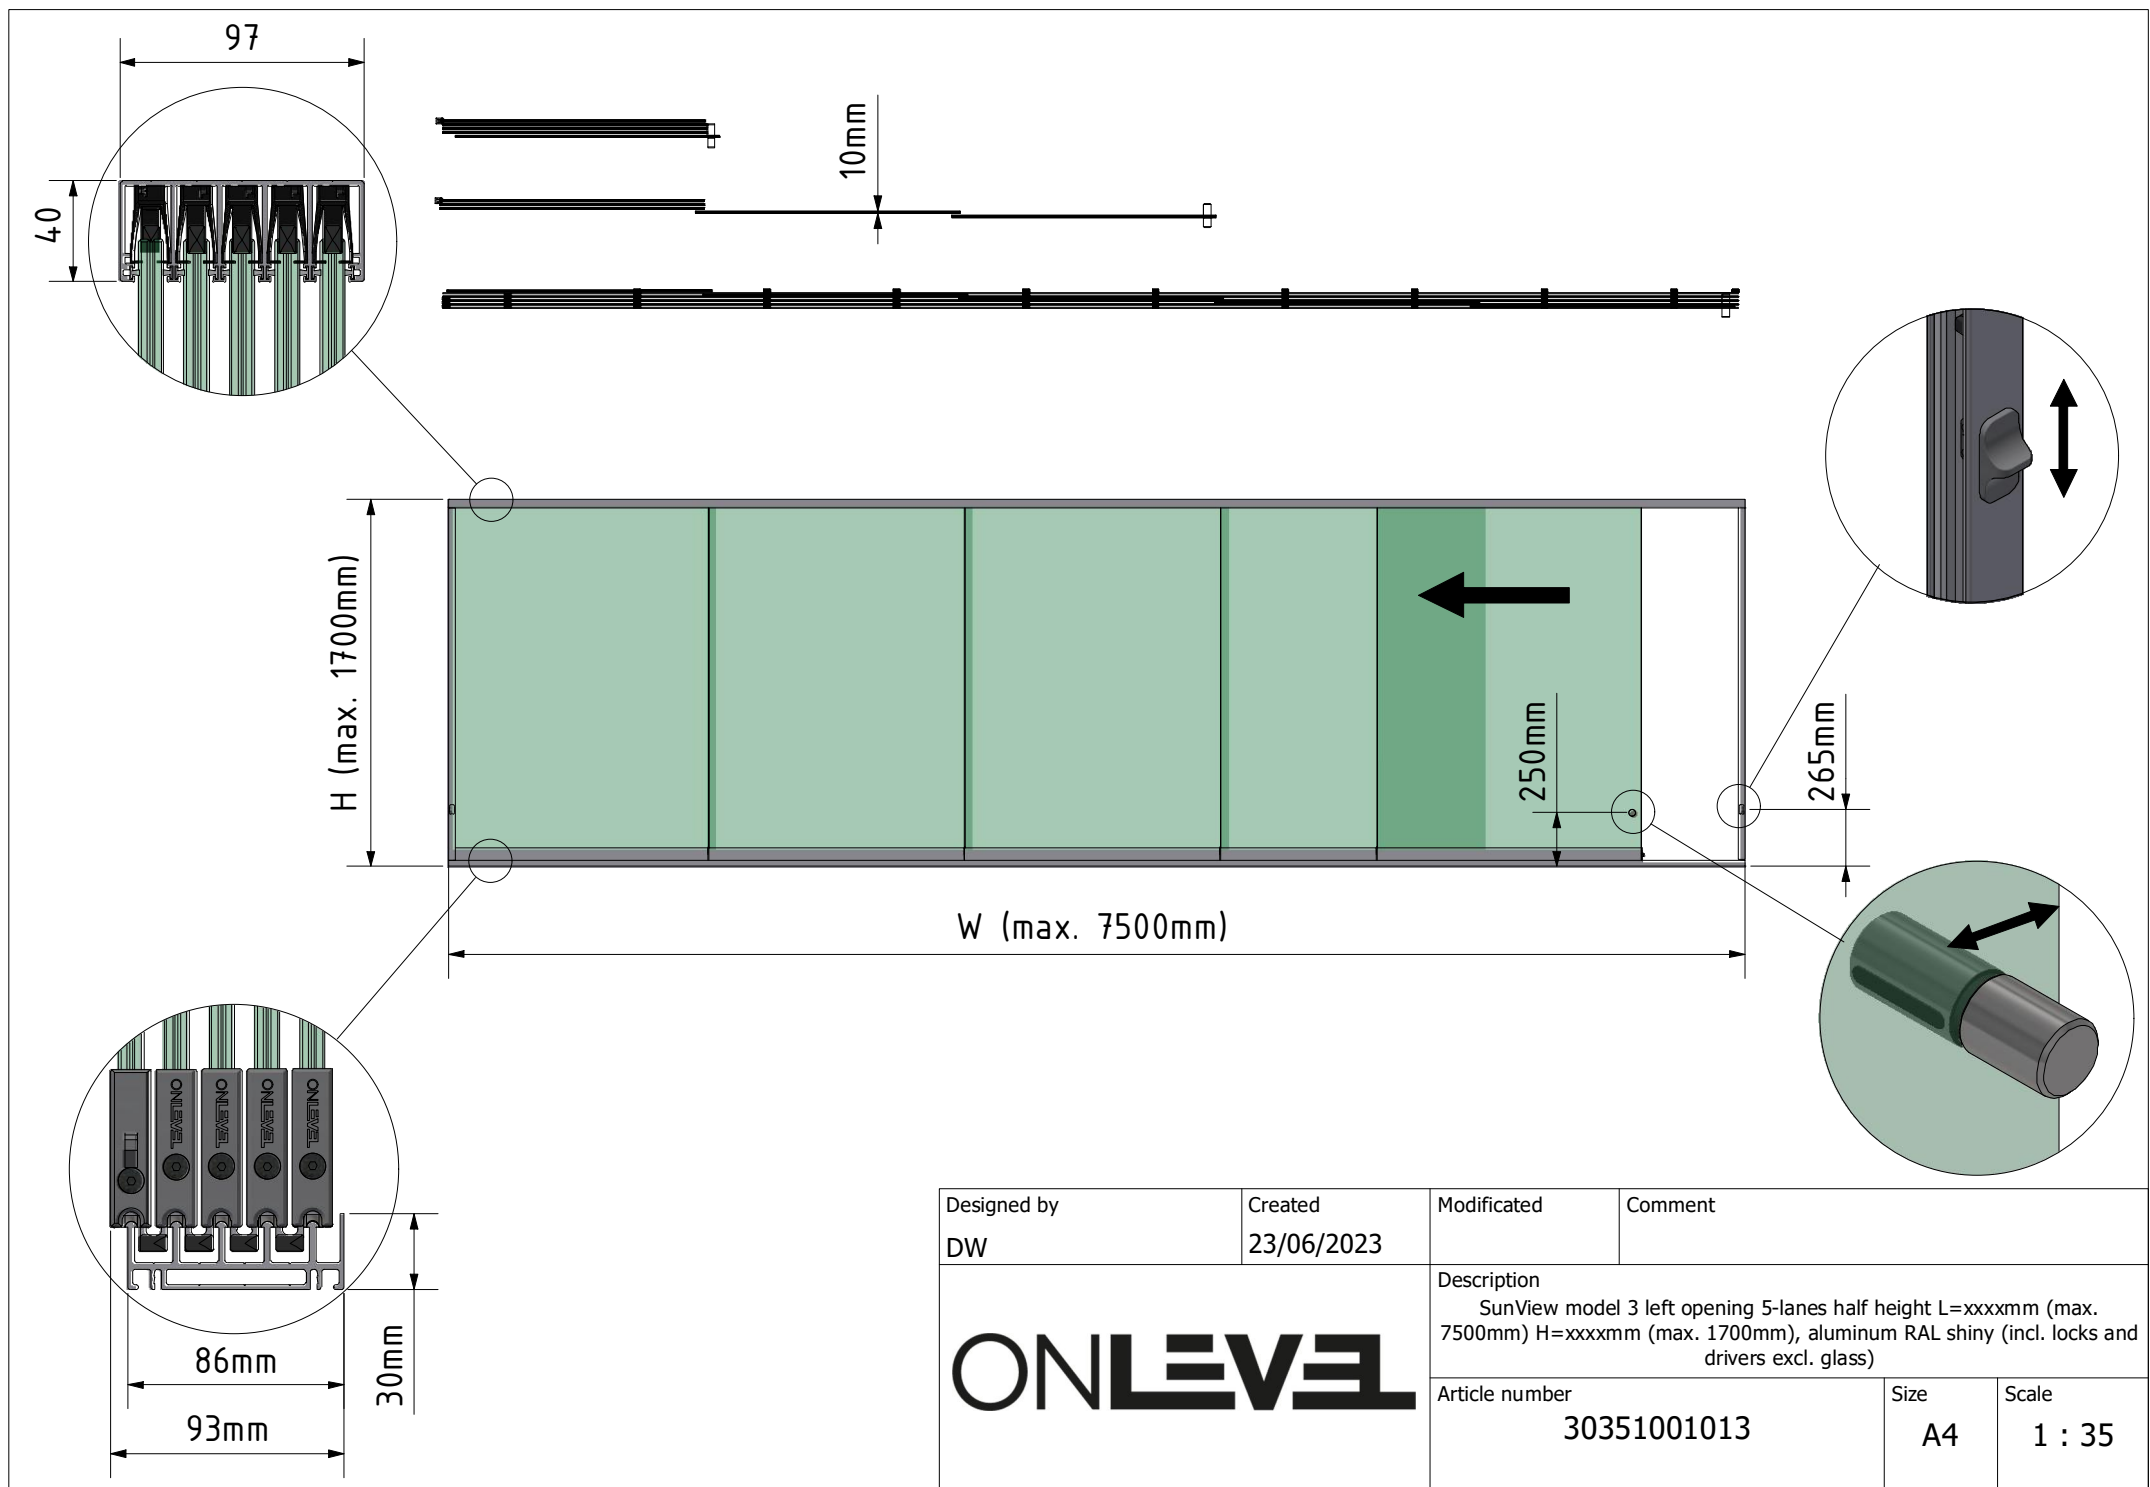 97
40
10mm
H (max. 1700mm)
250mm
265mm
W (max. 7500mm)
ONLEVEL
ONLEVEL
ONLEVEL
ONLEVEL
30mm
86mm
93mm
Designed by
DW
Created
23/06/2023
Modificated
Comment
ONLEVEL
Description
SunView model 3 left opening 5-lanes half height L=xxxxmm (max.
7500mm) H=xxxxmm (max. 1700mm), aluminum RAL shiny (incl. locks and
drivers excl. glass)
Article number
30351001013
Size
A4
Scale
1 : 35